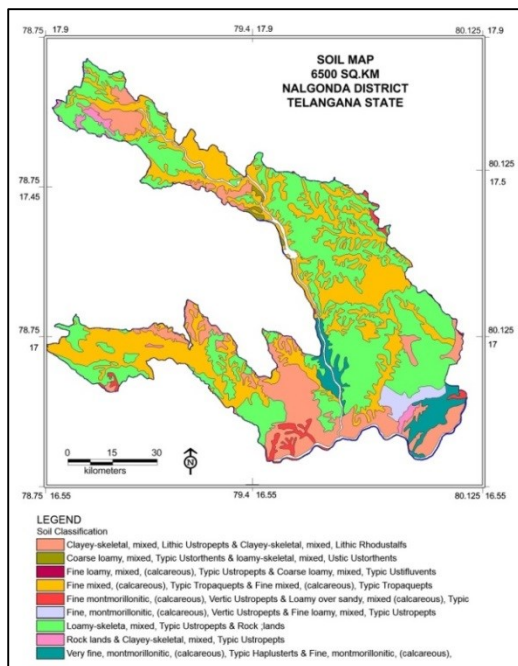 78.75 17.9
79.4 17.9
80.125 17.9
SOIL MAP
6500 SQ.KM
NALGONDA DISTRICT
TELANGANA STATE
78.75
17.45
80.125
17.5
78.75
17
80.125
17
0 15 30
kilometers
N
78.75 16.55
79.4 16.55
80.125 16.55
LEGEND
Soil Classification
Clayey-skeletal, mixed, Lithic Ustropepts & Clayey-skeletal, mixed, Lithic Rhodustalfs
Coarse loamy, mixed, Typic Ustorthents & loamy-skeletal, mixed, Ustic Ustorthents
Fine loamy, mixed, (calcareous), Typic Ustropepts & Coarse loamy, mixed, Typic Ustifluvents
Fine mixed, (calcareous), Typic Tropaquepts & Fine mixed, (calcareous), Typic Tropaquepts
Fine montmorillonitic, (calcareous), Vertic Ustropepts & Loamy over sandy, mixed (calcareous), Typic
Fine, montmorillonitic, (calcareous), Vertic Ustropepts & Fine loamy, mixed, Typic Ustropepts
Loamy-skeleta, mixed, Typic Ustropepts & Rock ;lands
Rock lands & Clayey-skeletal, mixed, Typic Ustropepts
Very fine, montmorillonitic, (calcareous), Typic Haplusterts & Fine, montmorillonitic, (calcareous),